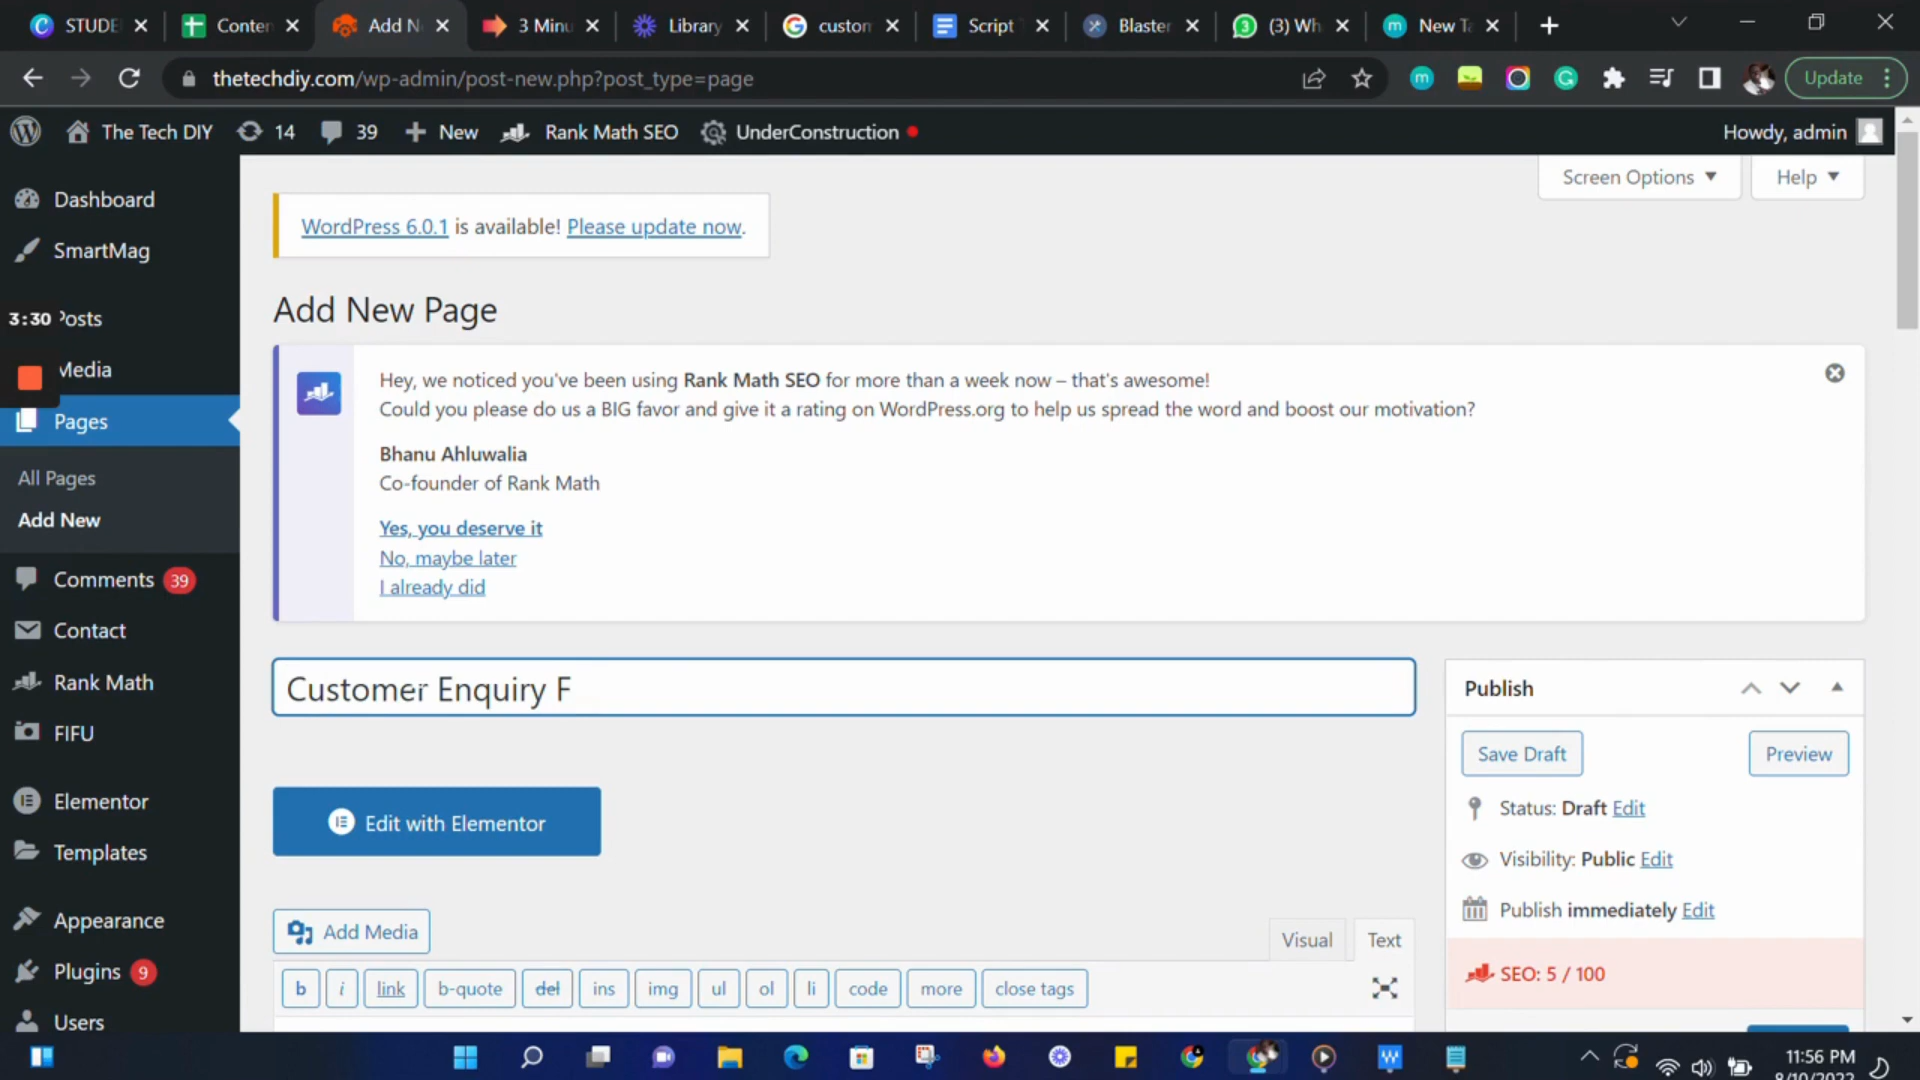 STUDE
Conten
Add N
3 Minu
Library
custom
Script
Blaster
(3) Wh
New Ta
thetechdiy.com/wp-admin/post-new.php?post_type=page
Update
The Tech DIY
14
39
New
Rank Math SEO
UnderConstruction
Howdy, admin
Screen Options
Help
Dashboard
SmartMag
Posts
3:30
Media
Pages
All Pages
Add New
Comments 39
Contact
Rank Math
FIFU
Elementor
Templates
Appearance
Plugins 9
Users
WordPress 6.0.1 is available! Please update now.
Add New Page
Hey, we noticed you've been using Rank Math SEO for more than a week now – that's awesome!
Could you please do us a BIG favor and give it a rating on WordPress.org to help us spread the word and boost our motivation?
Bhanu Ahluwalia
Co-founder of Rank Math
Yes, you deserve it
No, maybe later
I already did
Customer Enquiry F
Edit with Elementor
Add Media
Visual
Text
b
i
link
b-quote
del
ins
img
ul
ol
li
code
more
close tags
Publish
Save Draft
Preview
Status: Draft Edit
Visibility: Public Edit
Publish immediately Edit
SEO: 5 / 100
11:56 PM
8/10/2022